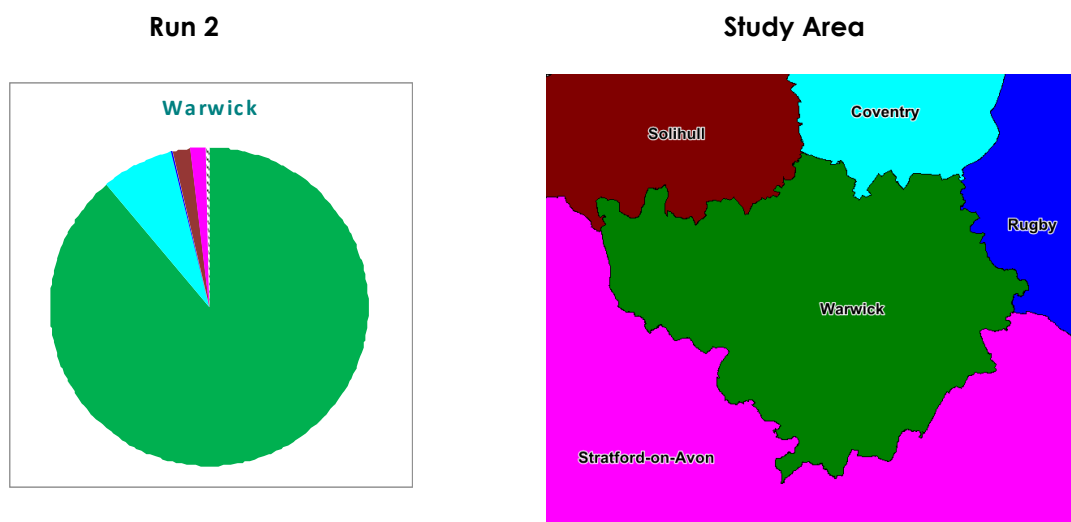 Run 2
Study Area
Warwick
Solihull
Coventry
Rugby
Warwick
Stratford-on-Avon